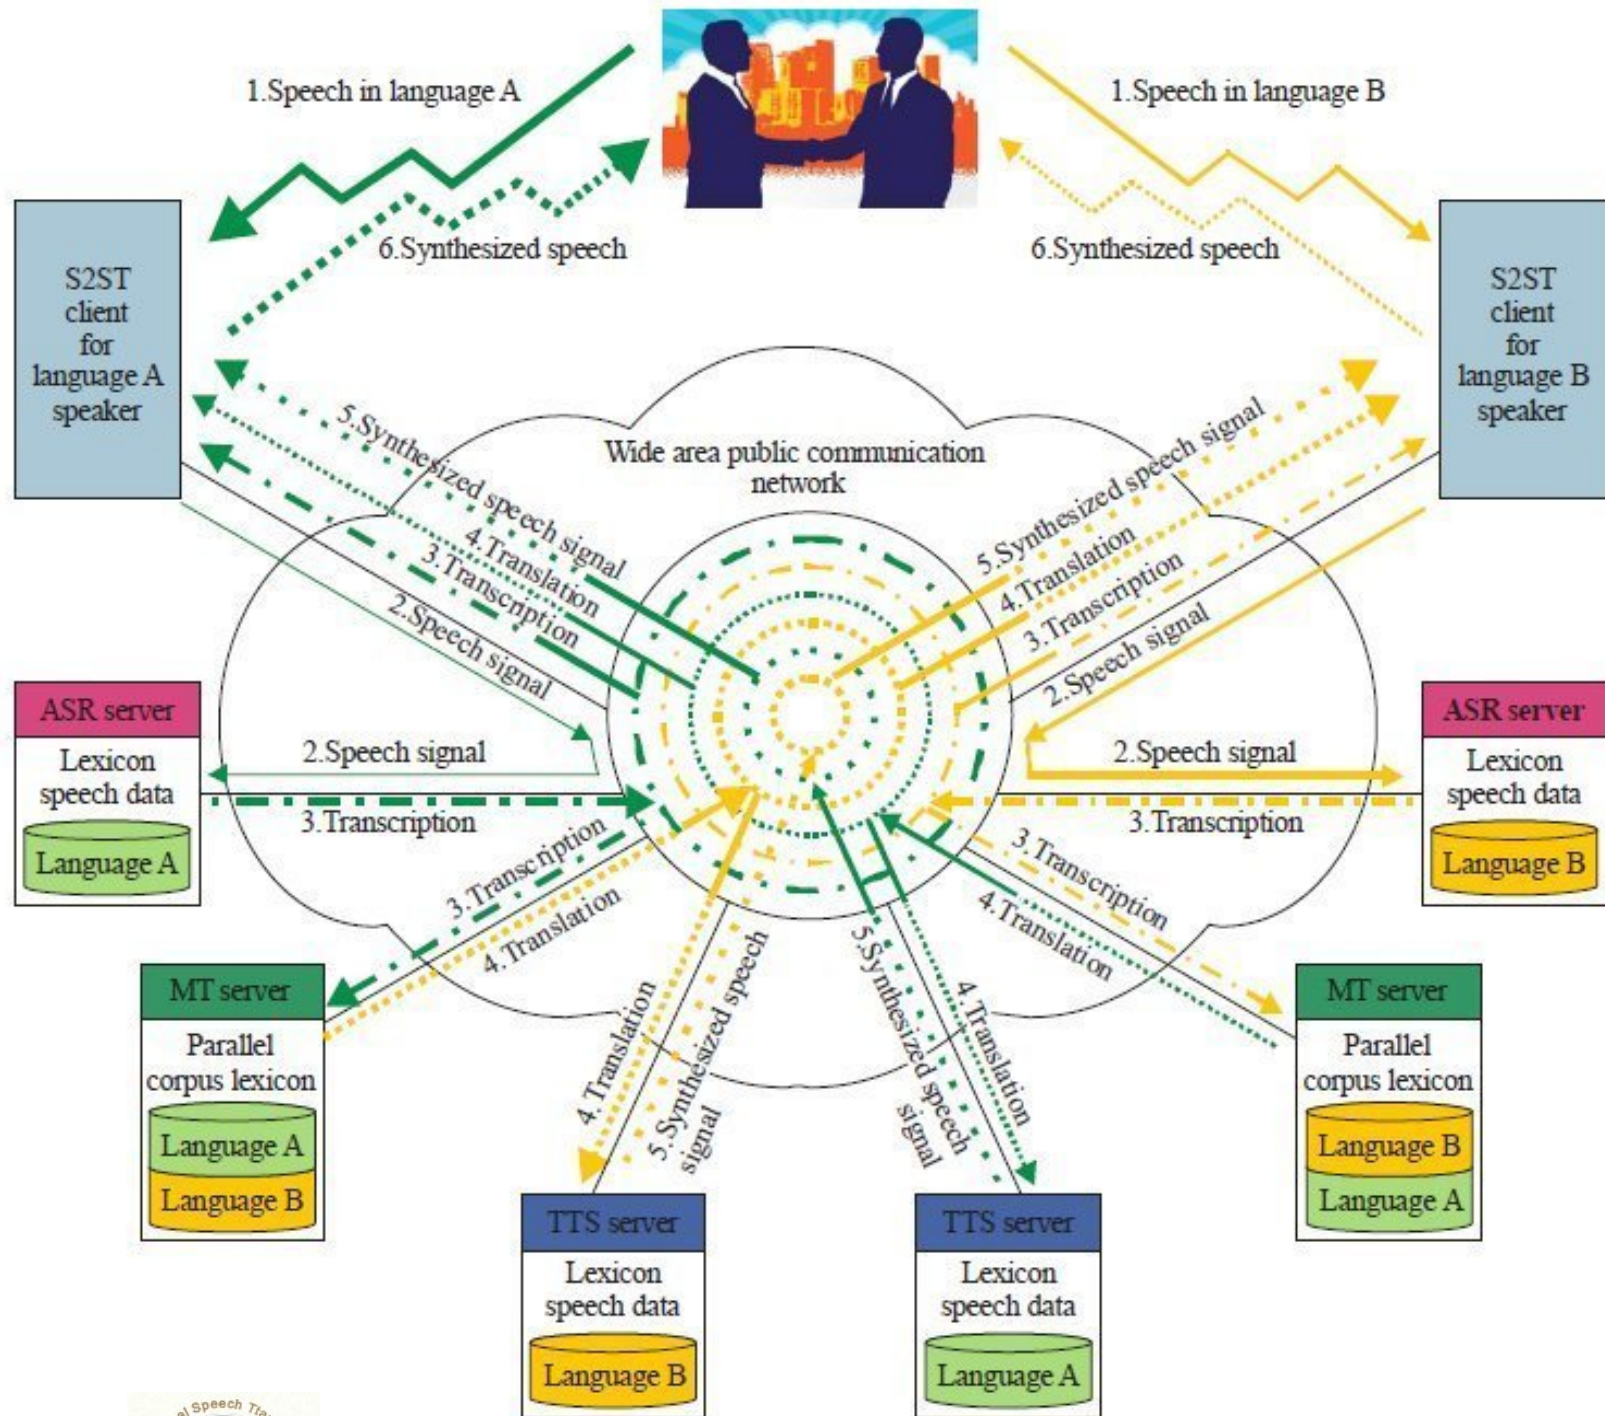 1.Speech in language A
1.Speech in language B
6.Synthesized speech
6.Synthesized speech
S2ST
client
for
language A
speaker
S2ST
client
for
language B
speaker
Wide area public communication
network
5.Synthesized speech signal
4.Translation
3.Transcription
2.Speech signal
5.Synthesized speech signal
4.Translation
3.Transcription
2.Speech signal
ASR server
Lexicon
speech data
Language A
2.Speech signal
3.Transcription
2.Speech signal
3.Transcription
ASR server
Lexicon
speech data
Language B
3.Transcription
4.Translation
3.Transcription
4.Translation
MT server
Parallel
corpus lexicon
Language A
Language B
4.Translation
5.Synthesized speech
signal
5.Synthesized speech
signal
4.Translation
MT server
Parallel
corpus lexicon
Language B
Language A
TTS server
Lexicon
speech data
Language B
TTS server
Lexicon
speech data
Language A
Speech